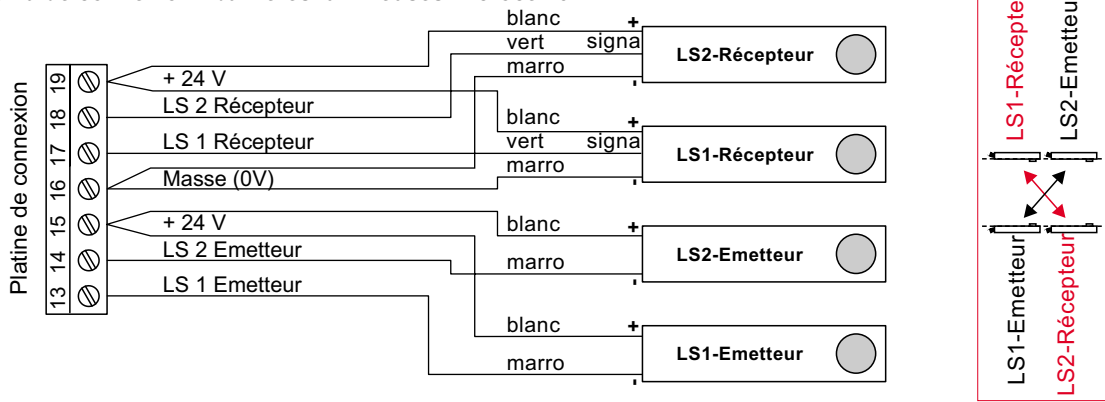 blanc
+
vert
signa
marro
-
LS2-Récepteur
19
+ 24 V
18
LS 2 Récepteur
blanc
+
vert
signa
marro
-
LS1-Récepteur
17
LS 1 Récepteur
16
Masse (0V)
15
+ 24 V
blanc
+
marro
-
LS2-Emetteur
14
LS 2 Emetteur
13
LS 1 Emetteur
blanc
+
marro
-
LS1-Emetteur
Platine de connexion
LS1-Récepte
LS2-Emetteu
LS1-Emetteur
LS2-Récepteur